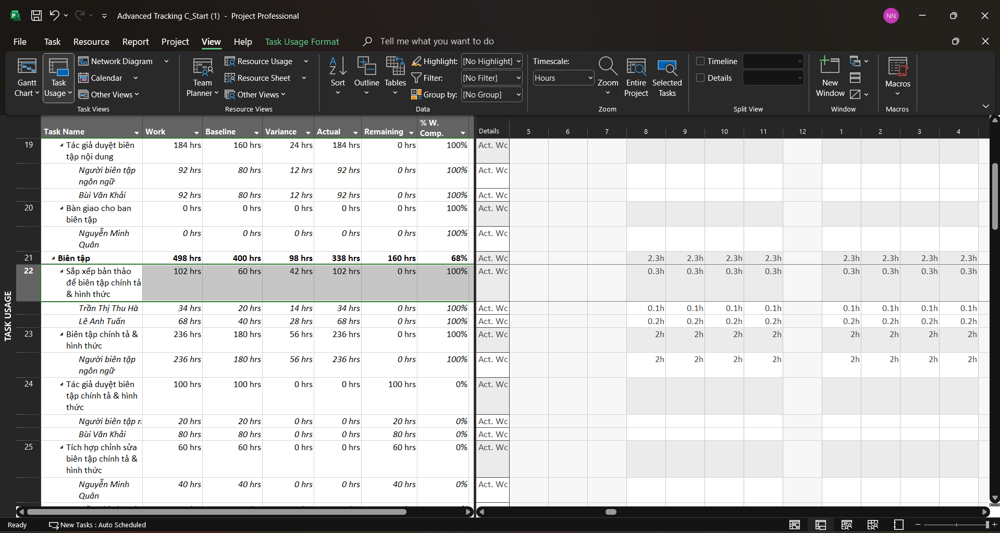 Advanced Tracking C_Start (1) - Project Professional
NN
File Task Resource Report Project View Help Task Usage Format Tell me what you want to do
Gantt Chart
Task Usage
Network Diagram
Calendar
Other Views
Task Views
Team Planner
Resource Usage
Resource Sheet
Other Views
Resource Views
Sort
Outline
Tables
Highlight: [No Highlight]
Filter: [No Filter]
Group by: [No Group]
Data
Timescale:
Hours
Zoom
Entire Project
Selected Tasks
Zoom
Timeline
Details
Split View
New Window
Window
Macros
Macros
Task Name Work Baseline Variance Actual Remaining % W. Comp. Details 5 6 7 8 9 10 11 12 1 2 3 4
19 Tác giả duyệt biên 184 hrs 160 hrs 24 hrs 184 hrs 0 hrs 100% Act. Wc
tập nội dung
Người biên tập 92 hrs 80 hrs 12 hrs 92 hrs 0 hrs 100% Act. Wc
ngôn ngữ
Bùi Văn Khải 92 hrs 80 hrs 12 hrs 92 hrs 0 hrs 100% Act. Wc
20 Bàn giao cho ban 0 hrs 0 hrs 0 hrs 0 hrs 0 hrs 100% Act. Wc
biên tập
Nguyễn Minh 0 hrs 0 hrs 0 hrs 0 hrs 0 hrs 100% Act. Wc
Quân
21 Biên tập 498 hrs 400 hrs 98 hrs 338 hrs 160 hrs 68% Act. Wc 2.3h 2.3h 2.3h 2.3h 2.3h 2.3h 2.3h 2.3h
22 Sắp xếp bản thảo 102 hrs 60 hrs 42 hrs 102 hrs 0 hrs 100% Act. Wc 0.3h 0.3h 0.3h 0.3h 0.3h 0.3h 0.3h 0.3h
để biên tập chính tả
& hình thức
Trần Thị Thu Hà 34 hrs 20 hrs 14 hrs 34 hrs 0 hrs 100% Act. Wc 0.1h 0.1h 0.1h 0.1h 0.1h 0.1h 0.1h 0.1h
Lê Anh Tuấn 68 hrs 40 hrs 28 hrs 68 hrs 0 hrs 100% Act. Wc 0.2h 0.2h 0.2h 0.2h 0.2h 0.2h 0.2h 0.2h
23 Biên tập chính tả & 236 hrs 180 hrs 56 hrs 236 hrs 0 hrs 100% Act. Wc 2h 2h 2h 2h 2h 2h 2h 2h
hình thức
Người biên tập 236 hrs 180 hrs 56 hrs 236 hrs 0 hrs 100% Act. Wc 2h 2h 2h 2h 2h 2h 2h 2h
ngôn ngữ
24 Tác giả duyệt biên 100 hrs 100 hrs 0 hrs 0 hrs 100 hrs 0% Act. Wc
tập chính tả & hình
thức
Người biên tập n 20 hrs 20 hrs 0 hrs 0 hrs 20 hrs 0% Act. Wc
Bùi Văn Khải 80 hrs 80 hrs 0 hrs 0 hrs 80 hrs 0% Act. Wc
25 Tích hợp chỉnh sửa 60 hrs 60 hrs 0 hrs 0 hrs 60 hrs 0% Act. Wc
biên tập chính tả &
hình thức
Nguyễn Minh 40 hrs 40 hrs 0 hrs 0 hrs 40 hrs 0% Act. Wc
Quân
TASK USAGE
Ready New Tasks : Auto Scheduled